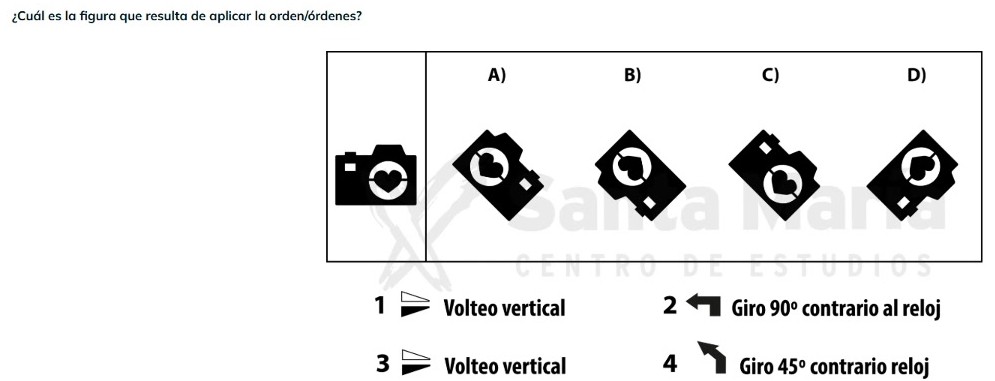 ¿Cuál es la figura que resulta de aplicar la orden/órdenes?
A) B) C) D)
Santa María
CENTRO DE ESTUDIOS
1 Volteo vertical 2 Giro 90º contrario al reloj
3 Volteo vertical 4 Giro 45º contrario reloj